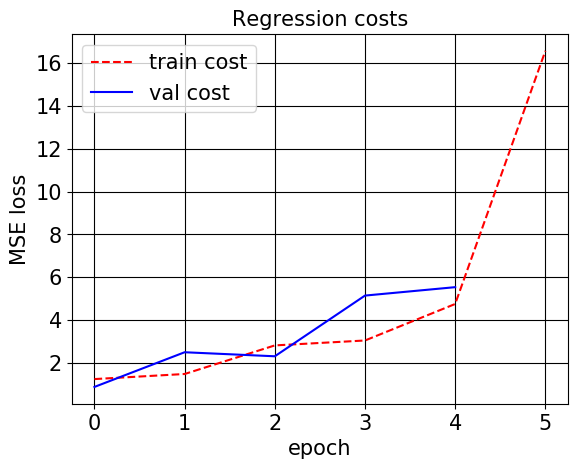 Regression costs
train cost
val cost
MSE loss
16
14
12
10
8
6
4
2
0 1 2 3 4 5
epoch